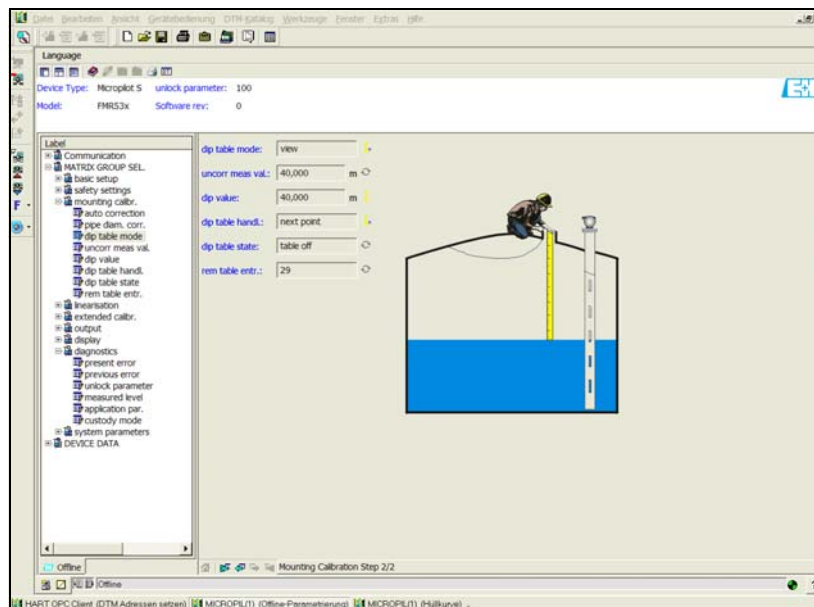 Datei Bearbeiten Ansicht Gerätebedienung DTM-Katalog Werkzeuge Fenster Extras Hilfe
Language
Device Type: Micropilot S unlock parameter: 100
Model: FMR53x Software rev: 0
E+H
Label
Communication
MATRIX GROUP SEL.
basic setup
safety settings
mounting calibr.
auto correction
pipe diam. corr.
dip table mode
uncorr meas val.
dip value
dip table handl.
dip table state
rem table entr.
linearisation
extended calibr.
output
display
diagnostics
present error
previous error
unlock parameter
measured level
application par.
custody mode
system parameters
DEVICE DATA
dip table mode: view
uncorr meas val.: 40,000 m
dip value: 40,000 m
dip table handl.: next point
dip table state: table off
rem table entr.: 29
F
Offline
Mounting Calibration Step 2/2
Offline
HART OPC Client (DTM Adressen setzen) MICROPIL(1) (Offline-Parametrierung) MICROPIL(1) (Hüllkurve)